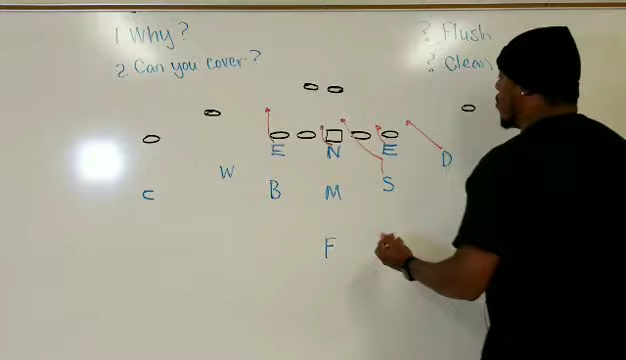 1 Why?
2. Can you cover?
? Flush
? Clean
E N E D
W B M S
C
F